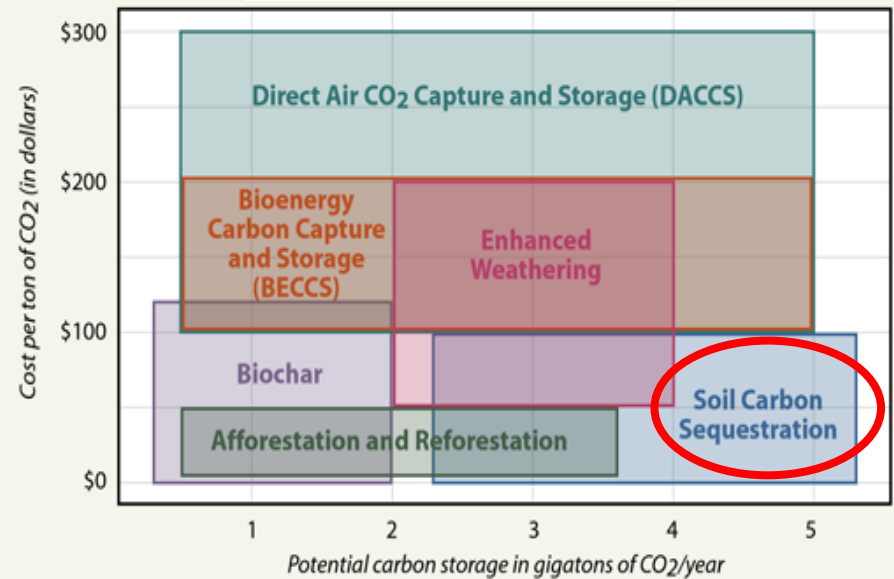 Cost per ton of CO2 (in dollars)
$300
$200
$100
$0
Direct Air CO2 Capture and Storage (DACCS)
Bioenergy
Carbon Capture
and Storage
(BECCS)
Enhanced
Weathering
Biochar
Soil Carbon
Sequestration
Afforestation and Reforestation
1 2 3 4 5
Potential carbon storage in gigatons of CO2/year